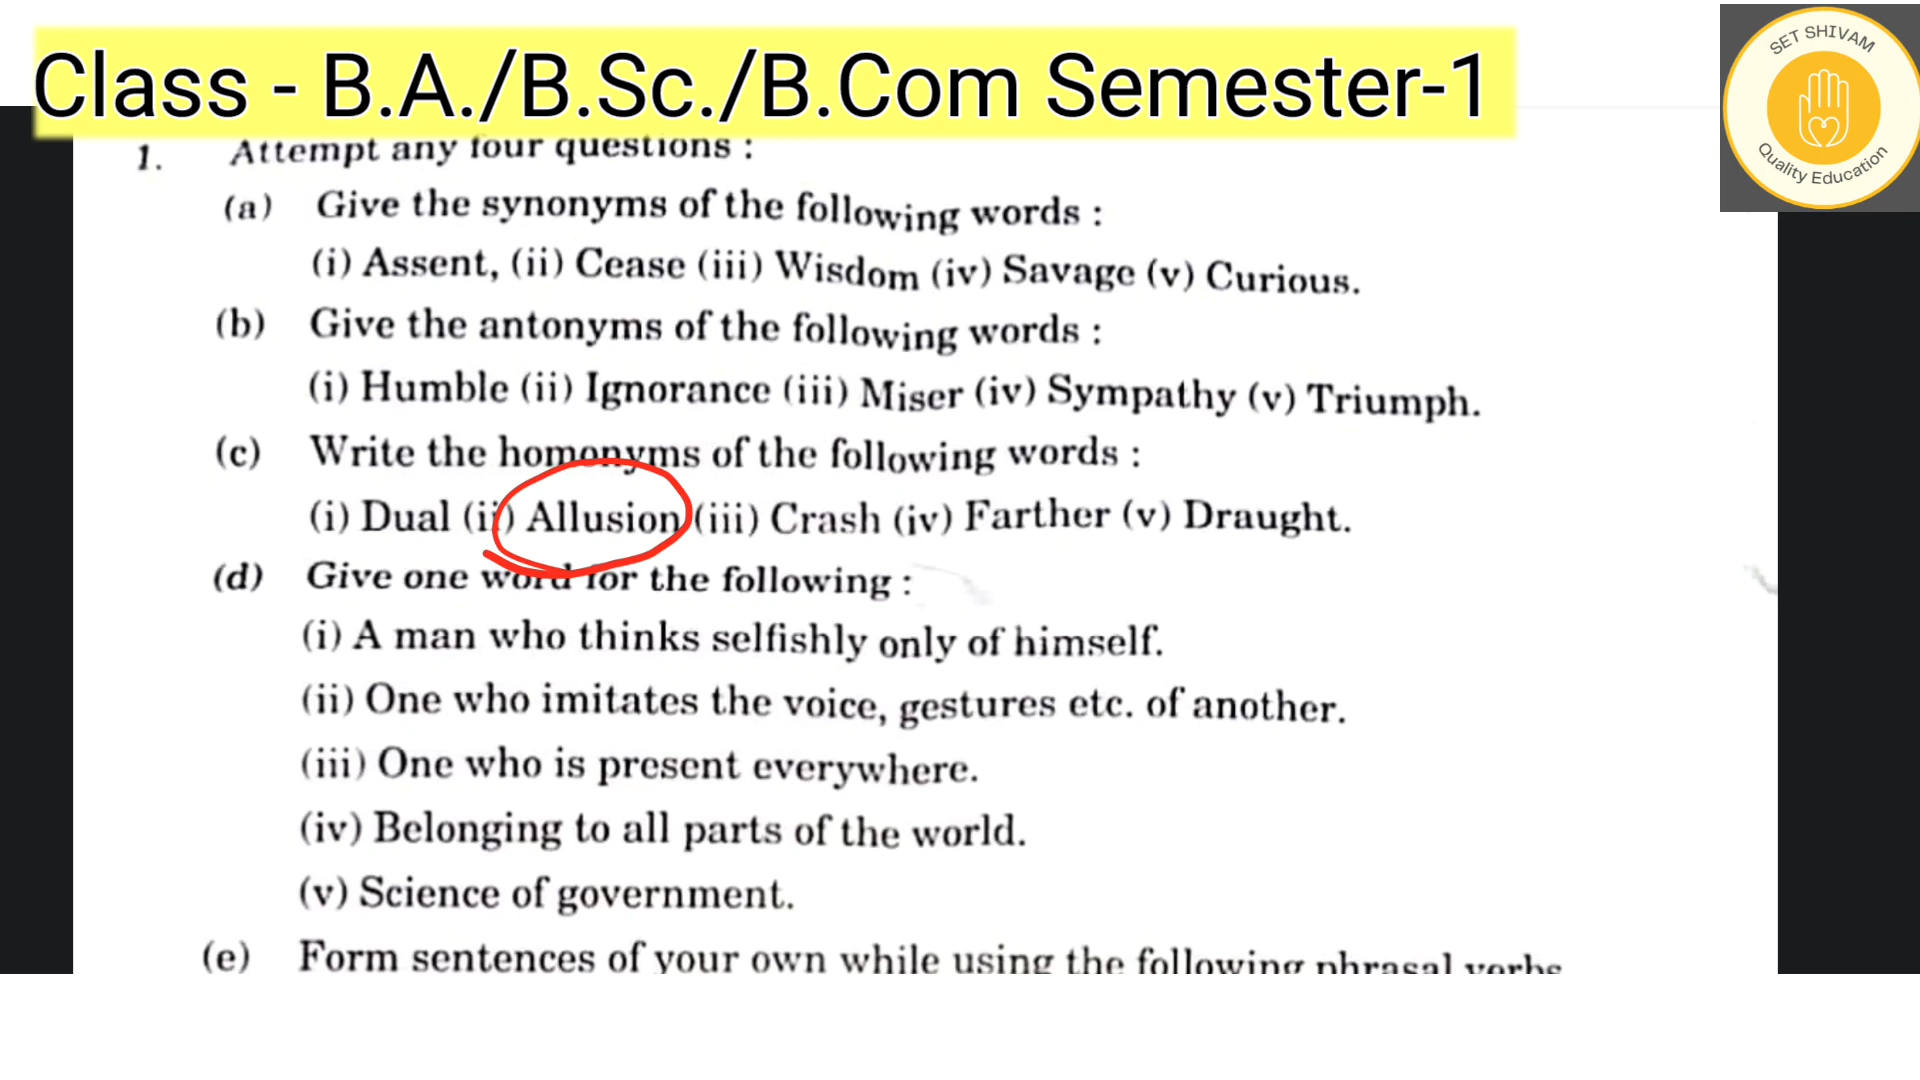 Class - B.A./B.Sc./B.Com Semester-1
SET SHIVAM
Quality Education
1. Attempt any four questions :
(a) Give the synonyms of the following words :
(i) Assent, (ii) Cease (iii) Wisdom (iv) Savage (v) Curious.
(b) Give the antonyms of the following words :
(i) Humble (ii) Ignorance (iii) Miser (iv) Sympathy (v) Triumph.
(c) Write the homonyms of the following words :
(i) Dual (ii) Allusion (iii) Crash (iv) Farther (v) Draught.
(d) Give one word for the following :
(i) A man who thinks selfishly only of himself.
(ii) One who imitates the voice, gestures etc. of another.
(iii) One who is present everywhere.
(iv) Belonging to all parts of the world.
(v) Science of government.
(e) Form sentences of your own while using the following phrasal verbs